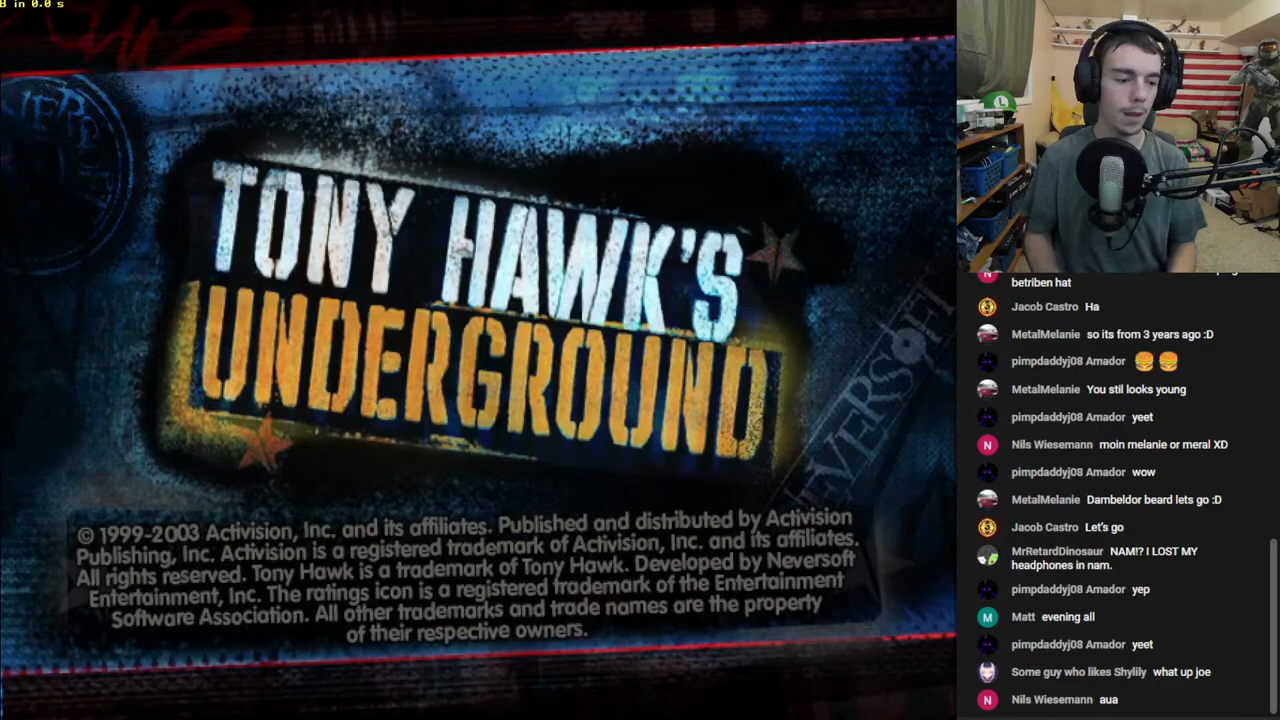 B in 0.0 s
TONY HAWK'S
UNDERGROUND
© 1999-2003 Activision, Inc. and its affiliates. Published and distributed by Activision
Publishing, Inc. Activision is a registered trademark of Activision, Inc. and its affiliates.
All rights reserved. Tony Hawk is a trademark of Tony Hawk. Developed by Neversoft
Entertainment, Inc. The ratings icon is a registered trademark of the Entertainment
Software Association. All other trademarks and trade names are the property
of their respective owners.
NEVERSOFT
betriben hat
Jacob Castro Ha
MetalMelanie so its from 3 years ago :D
pimpdaddyj08 Amador 🍔 🍔
MetalMelanie You stil looks young
pimpdaddyj08 Amador yeet
N Nils Wiesemann moin melanie or meral XD
pimpdaddyj08 Amador wow
MetalMelanie Dambeldor beard lets go :D
Jacob Castro Let's go
MrRetardDinosaur NAM!? I LOST MY
headphones in nam.
pimpdaddyj08 Amador yep
M Matt evening all
pimpdaddyj08 Amador yeet
Some guy who likes Shylily what up joe
N Nils Wiesemann aua